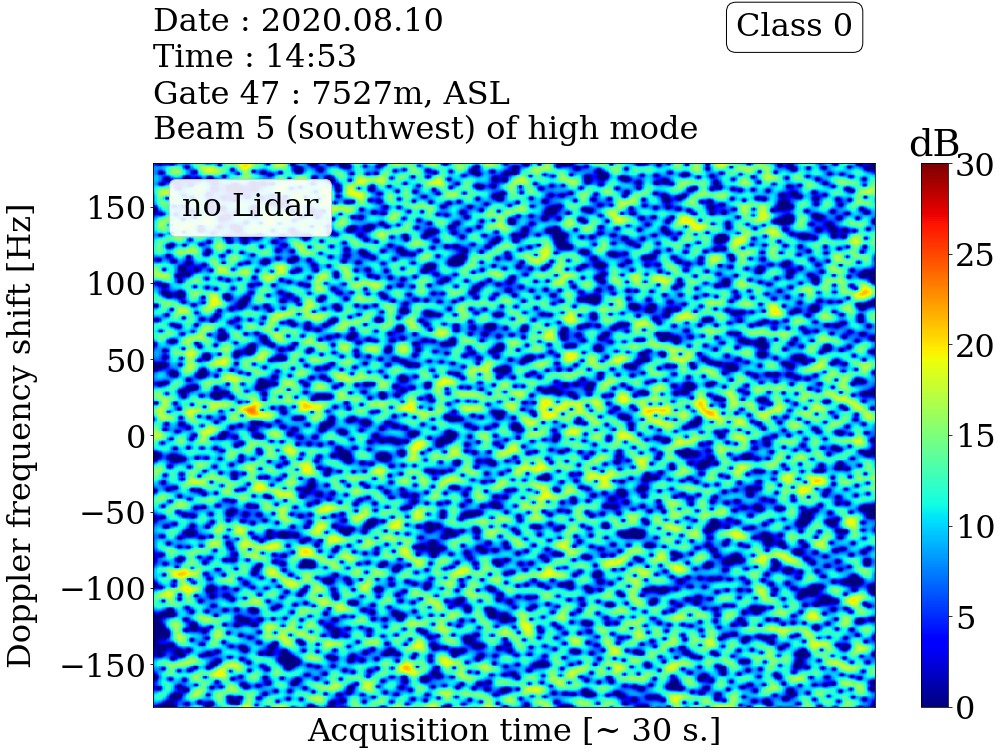 Date : 2020.08.10
Time : 14:53
Gate 47 : 7527m, ASL
Beam 5 (southwest) of high mode
Class 0
no Lidar
dB
30
25
20
15
10
5
0
Doppler frequency shift [Hz]
150
100
50
0
−50
−100
−150
Acquisition time [~ 30 s.]